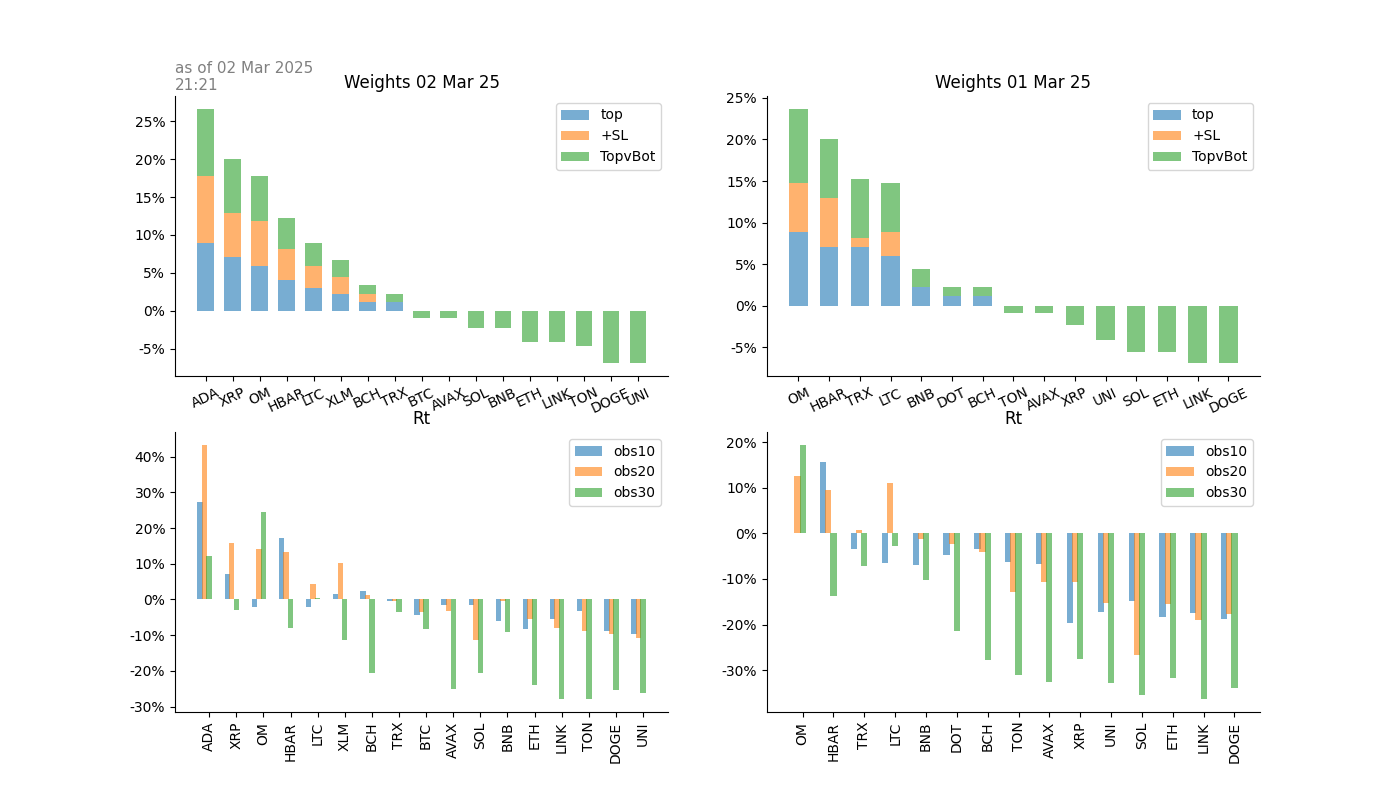 as of 02 Mar 2025
21:21
Weights 02 Mar 25
25%
20%
15%
10%
5%
0%
-5%
top
+SL
TopvBot
ADA XRP OM HBAR LTC XLM BCH TRX BTC AVAX SOL BNB ETH LINK TON DOGE UNI
Weights 01 Mar 25
25%
20%
15%
10%
5%
0%
-5%
top
+SL
TopvBot
OM HBAR TRX LTC BNB DOT BCH TON AVAX XRP UNI SOL ETH LINK DOGE
Rt
40%
30%
20%
10%
0%
-10%
-20%
-30%
obs10
obs20
obs30
ADA XRP OM HBAR LTC XLM BCH TRX BTC AVAX SOL BNB ETH LINK TON DOGE UNI
Rt
20%
10%
0%
-10%
-20%
-30%
obs10
obs20
obs30
OM HBAR TRX LTC BNB DOT BCH TON AVAX XRP UNI SOL ETH LINK DOGE